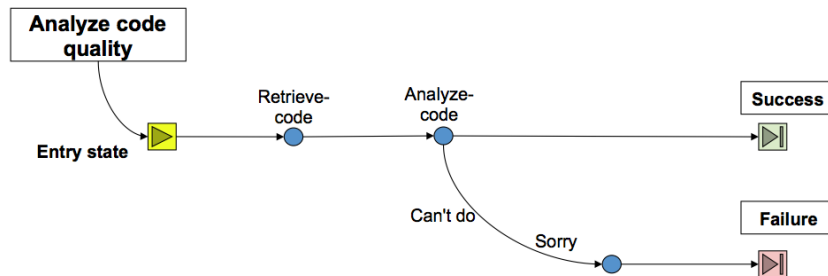 Analyze code
quality
Entry state
Retrieve-
code
Analyze-
code
Success
Can't do
Sorry
Failure